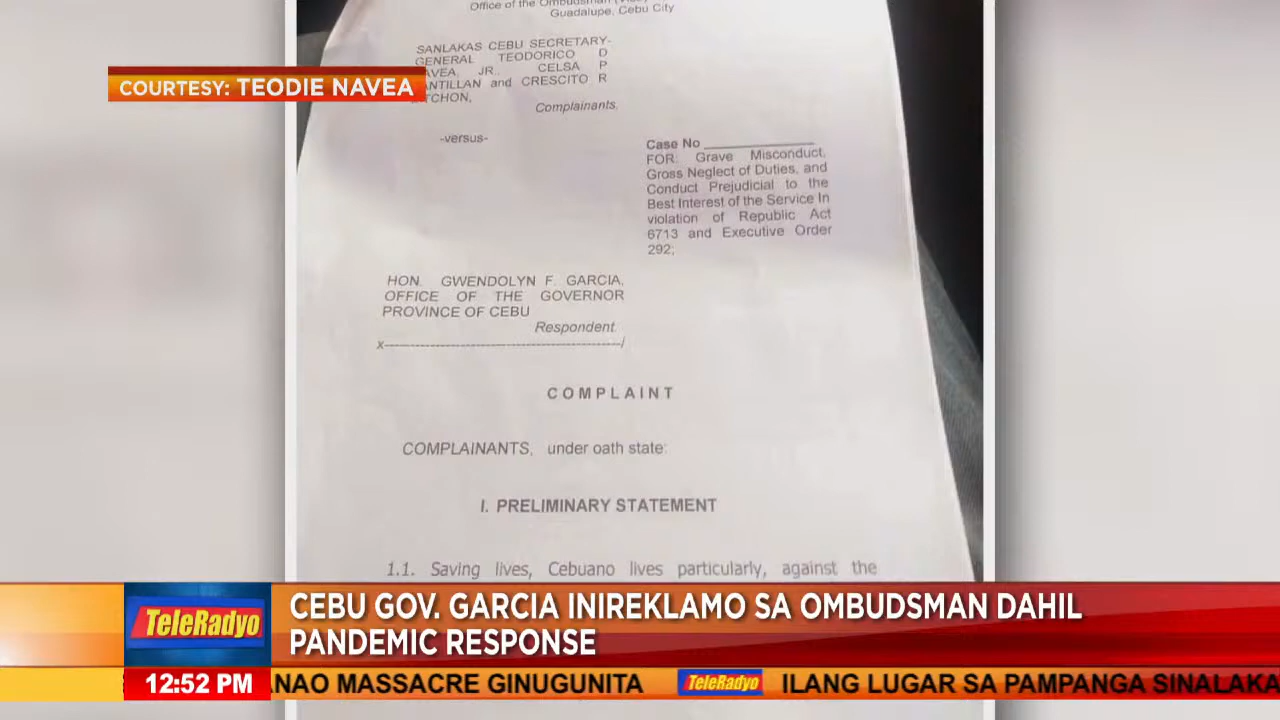 Office of the Ombudsman (Visayas)
Guadalupe, Cebu City
SANLAKAS CEBU SECRETARY-
GENERAL TEODORICO D
NAVEA, JR., CELSA P
ANTILLAN and CRESCITO R
TCHON,
Complainants,
-versus-
Case No
FOR: Grave Misconduct,
Gross Neglect of Duties, and
Conduct Prejudicial to the
Best Interest of the Service In
violation of Republic Act
6713 and Executive Order
292;
HON. GWENDOLYN F. GARCIA,
OFFICE OF THE GOVERNOR
PROVINCE OF CEBU
Respondent.
x-----------------------------------------------/
COMPLAINT
COMPLAINANTS, under oath state:
I. PRELIMINARY STATEMENT
1.1. Saving lives, Cebuano lives particularly, against the
COURTESY: TEODIE NAVEA
TeleRadyo
CEBU GOV. GARCIA INIREKLAMO SA OMBUDSMAN DAHIL
PANDEMIC RESPONSE
12:52 PM
NAO MASSACRE GINUGUNITA TeleRadyo ILANG LUGAR SA PAMPANGA SINALAKA